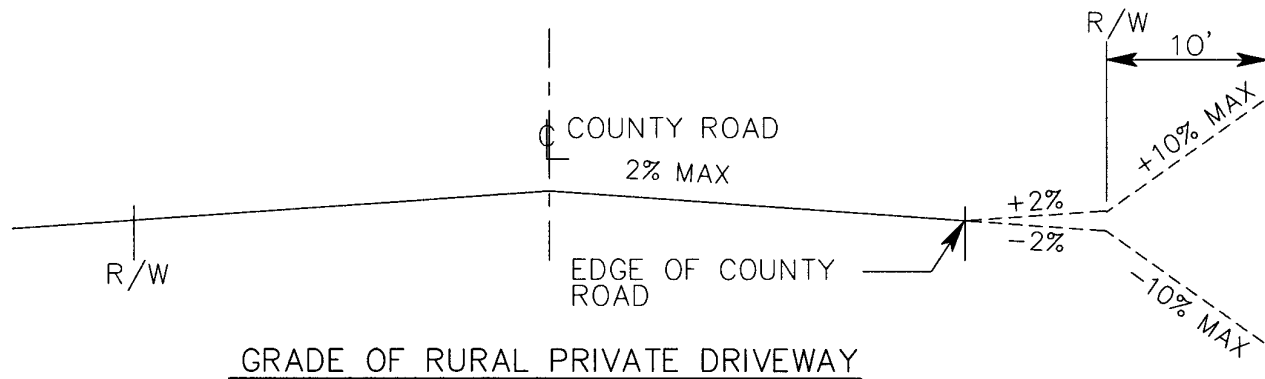 R/W
10'
℄ COUNTY ROAD
2% MAX
+10% MAX
+2%
-2%
R/W
EDGE OF COUNTY
ROAD
-10% MAX
GRADE OF RURAL PRIVATE DRIVEWAY